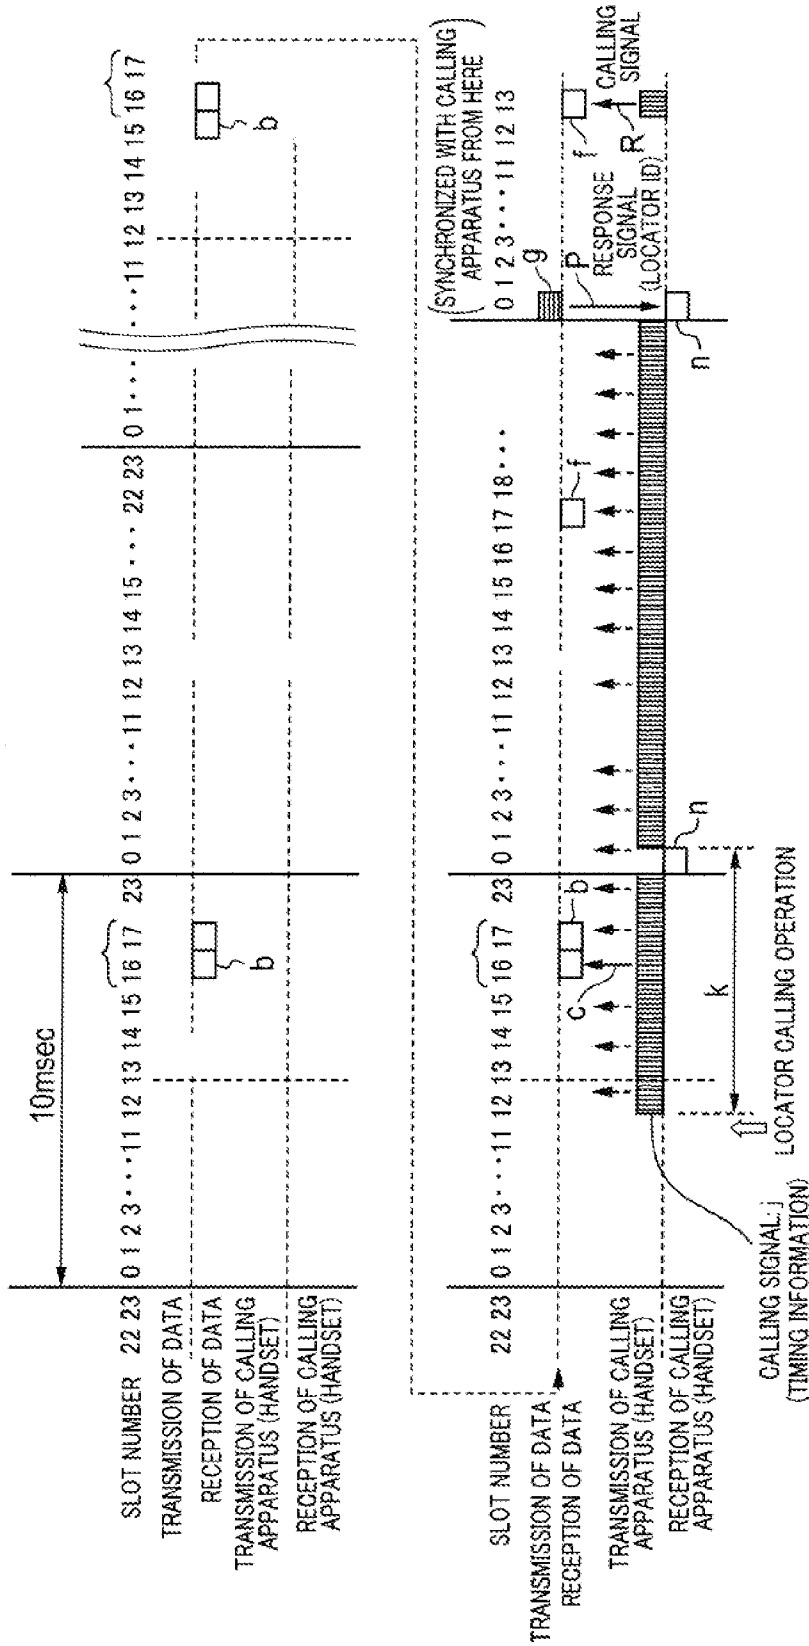 10msec
SLOT NUMBER 22 23 0 1 2 3 ・・・ 11 12 13 14 15 16 17 23 0 1 2 3 ・・・ 11 12 13 14 15 ・・・ 22 23 0 1 ・・・ ・・・ 11 12 13 14 15 16 17
TRANSMISSION OF DATA
RECEPTION OF DATA
b
b
TRANSMISSION OF CALLING
APPARATUS (HANDSET)
RECEPTION OF CALLING
APPARATUS (HANDSET)
(SYNCHRONIZED WITH CALLING
APPARATUS FROM HERE)
SLOT NUMBER 22 23 0 1 2 3 ・・・ 11 12 13 14 15 16 17 23 0 1 2 3 ・・・ 11 12 13 14 15 16 17 18 ・・・ 0 1 2 3 ・・・ 11 12 13
g
TRANSMISSION OF DATA
RECEPTION OF DATA
b
f
f
c
P
RESPONSE
SIGNAL
(LOCATOR ID)
R
CALLING
SIGNAL
TRANSMISSION OF CALLING
APPARATUS (HANDSET)
RECEPTION OF CALLING
APPARATUS (HANDSET)
n
n
k
CALLING SIGNAL: j
(TIMING INFORMATION)
LOCATOR CALLING OPERATION